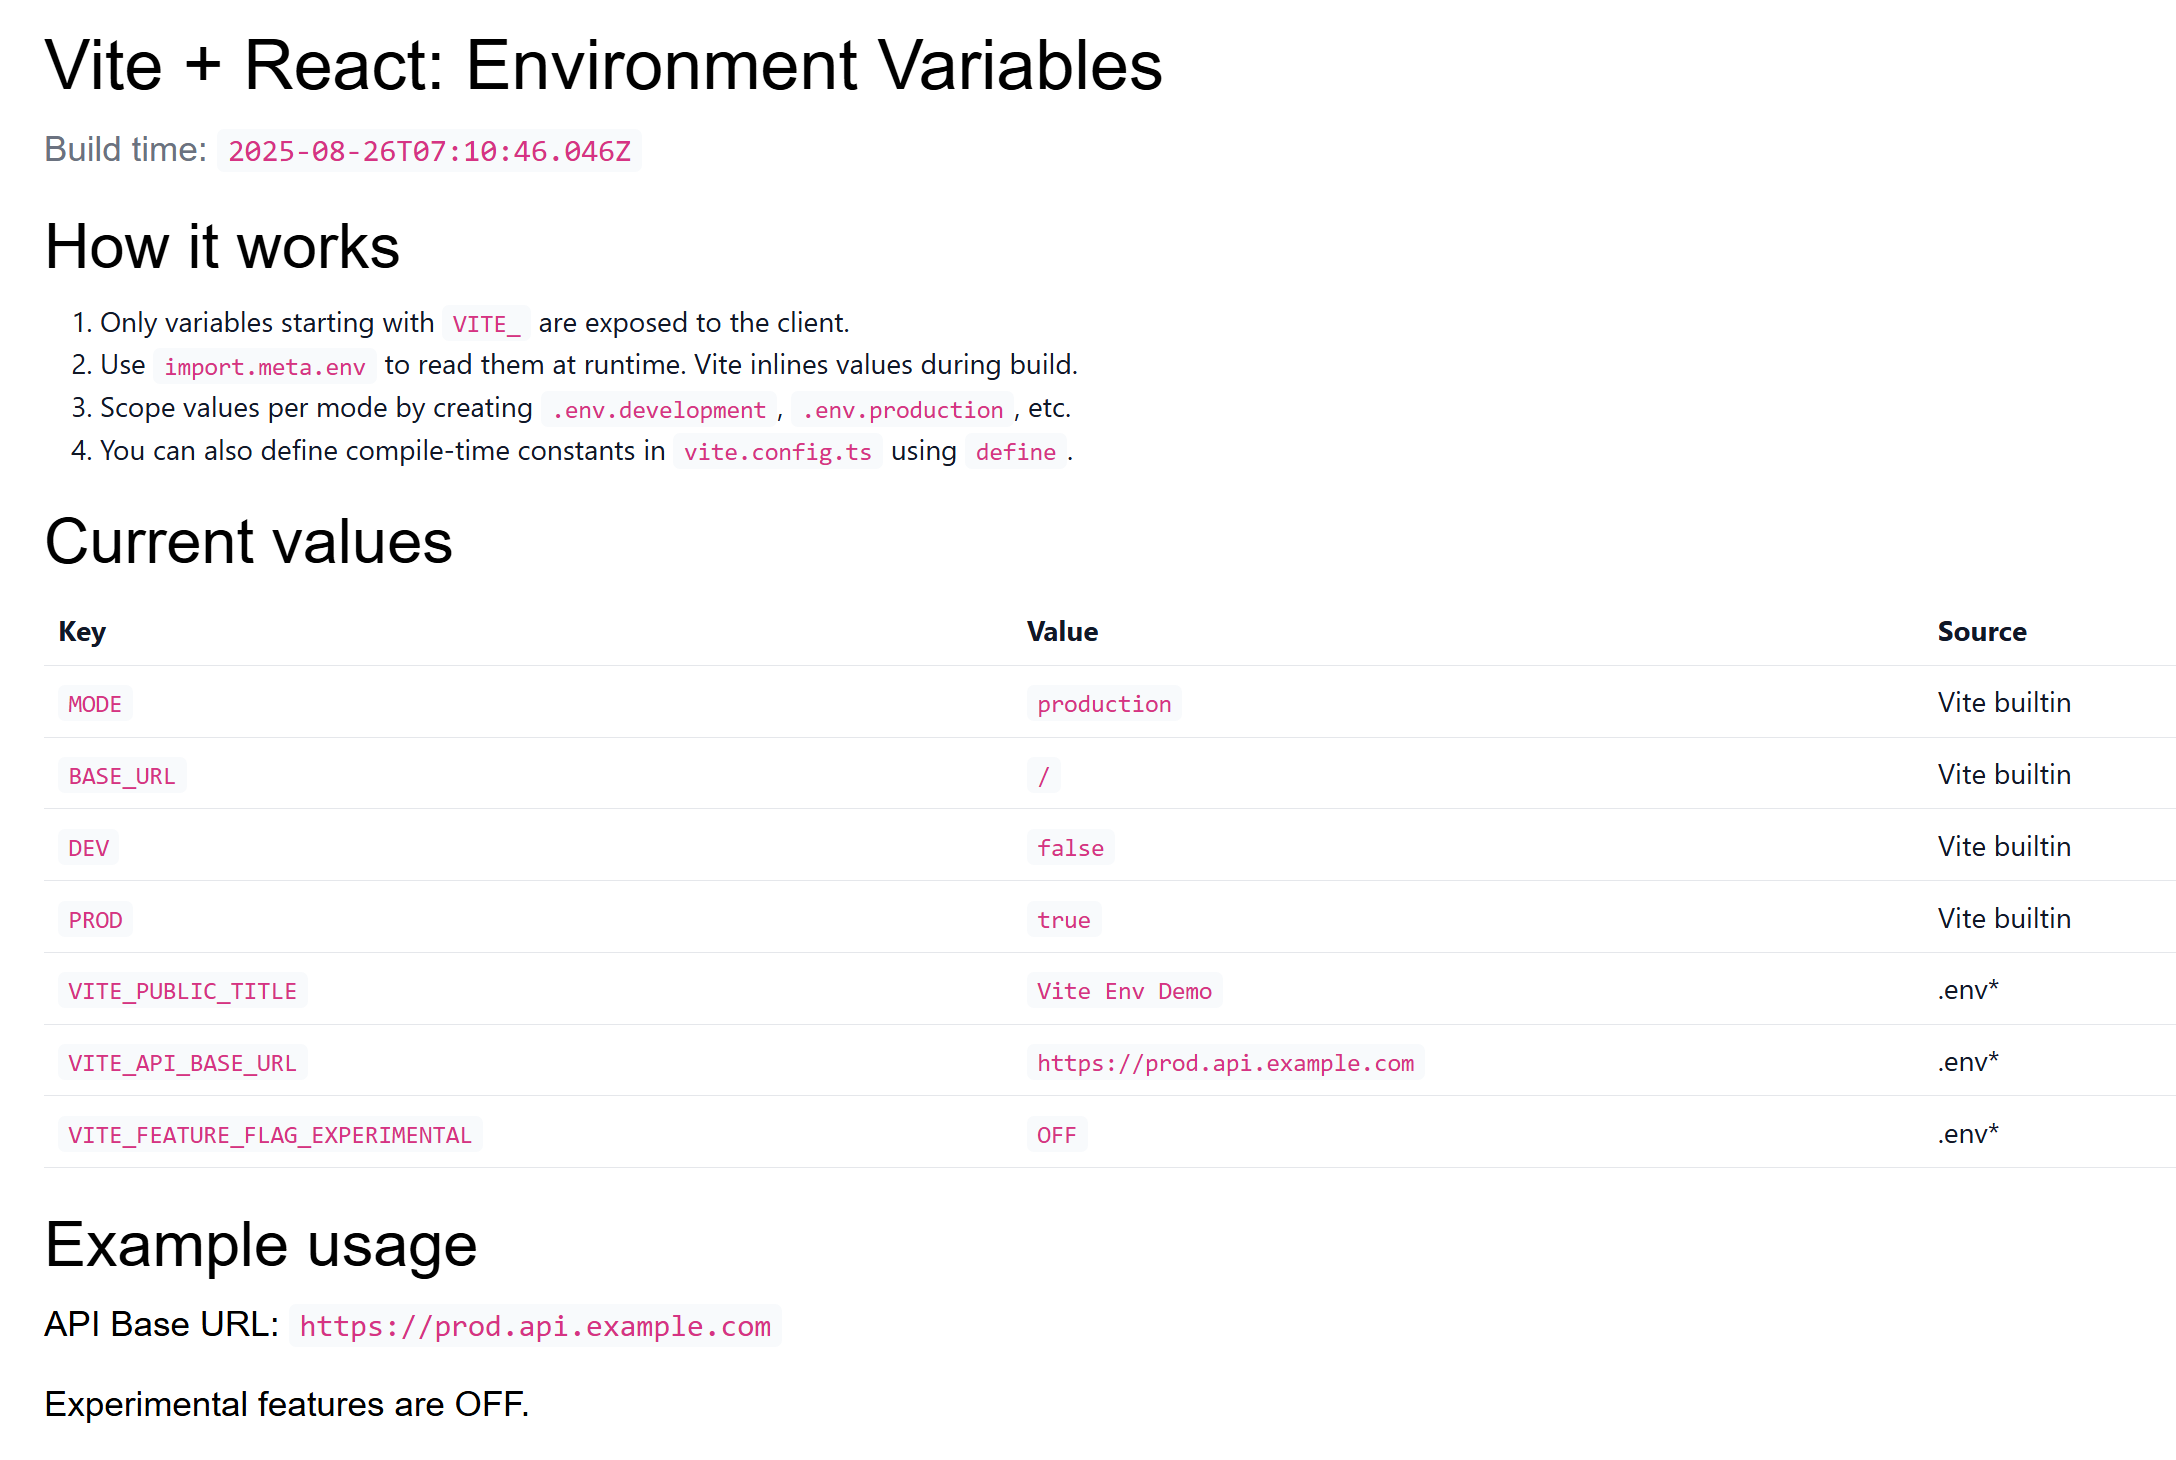 Vite + React: Environment Variables
Build time: 2025-08-26T07:10:46.046Z
How it works
1. Only variables starting with VITE_ are exposed to the client.
2. Use import.meta.env to read them at runtime. Vite inlines values during build.
3. Scope values per mode by creating .env.development, .env.production, etc.
4. You can also define compile-time constants in vite.config.ts using define.
Current values
Key Value Source
MODE production Vite builtin
BASE_URL / Vite builtin
DEV false Vite builtin
PROD true Vite builtin
VITE_PUBLIC_TITLE Vite Env Demo .env*
VITE_API_BASE_URL https://prod.api.example.com .env*
VITE_FEATURE_FLAG_EXPERIMENTAL OFF .env*
Example usage
API Base URL: https://prod.api.example.com
Experimental features are OFF.